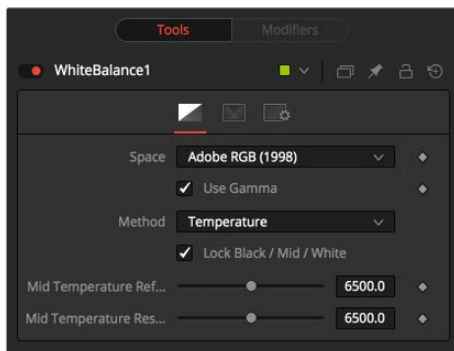 Tools Modifiers
WhiteBalance1
Space Adobe RGB (1998)
Use Gamma
Method Temperature
Lock Black / Mid / White
Mid Temperature Ref... 6500.0
Mid Temperature Res... 6500.0